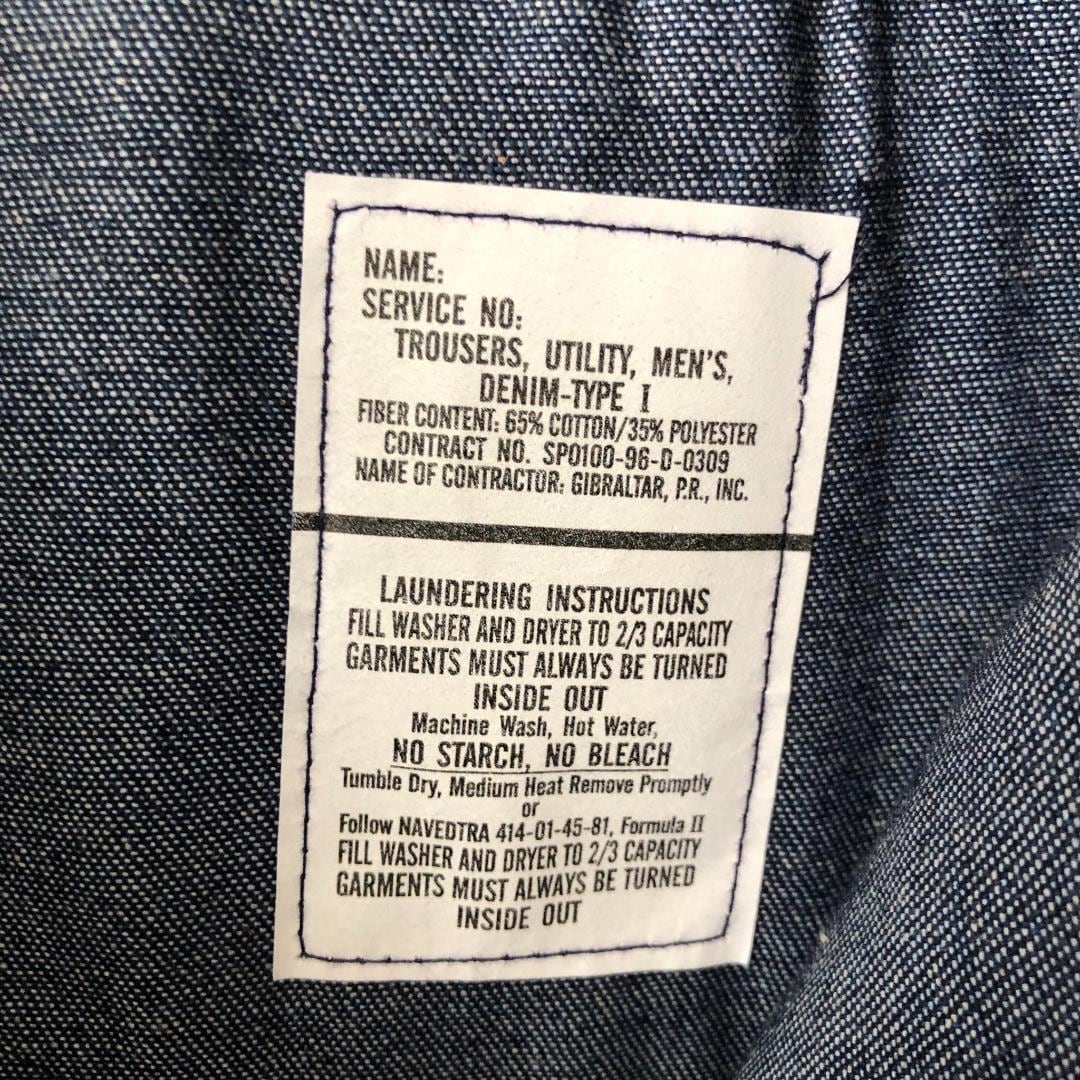 NAME:
SERVICE NO:
TROUSERS, UTILITY, MEN'S,
DENIM-TYPE I
FIBER CONTENT: 65% COTTON/35% POLYESTER
CONTRACT NO. SPO100-96-D-0309
NAME OF CONTRACTOR: GIBRALTAR, P.R., INC.
LAUNDERING INSTRUCTIONS
FILL WASHER AND DRYER TO 2/3 CAPACITY
GARMENTS MUST ALWAYS BE TURNED
INSIDE OUT
Machine Wash, Hot Water,
NO STARCH, NO BLEACH
Tumble Dry, Medium Heat Remove Promptly
or
Follow NAVEDTRA 414-01-45-81, Formula II
FILL WASHER AND DRYER TO 2/3 CAPACITY
GARMENTS MUST ALWAYS BE TURNED
INSIDE OUT